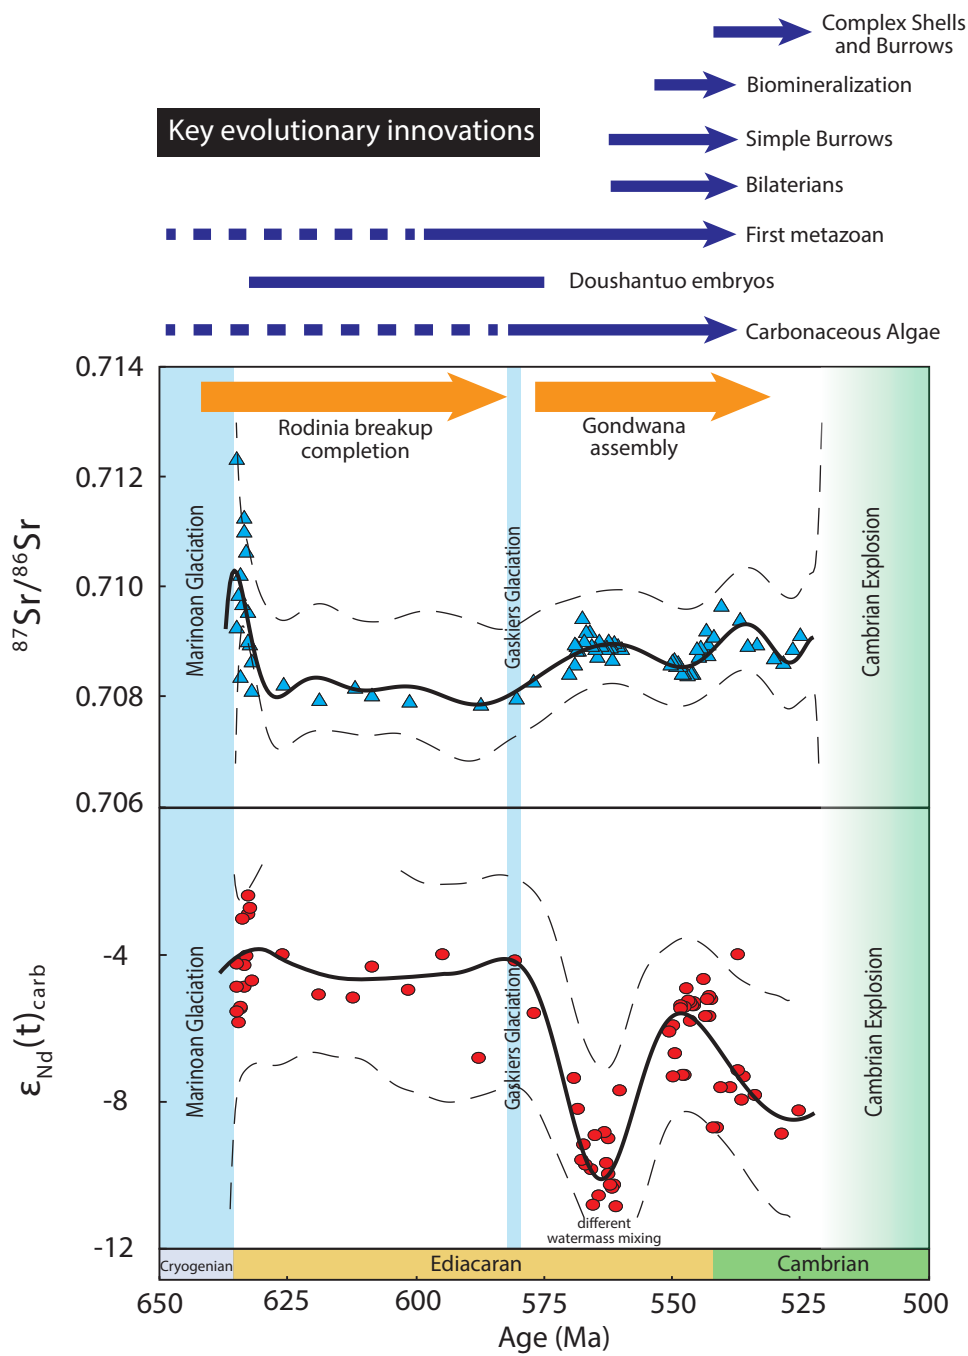 Complex Shells
and Burrows
Biomineralization
Key evolutionary innovations
Simple Burrows
Bilaterians
First metazoan
Doushantuo embryos
Carbonaceous Algae
0.714
Rodinia breakup
completion
Gondwana
assembly
0.712
0.710
0.708
0.706
87Sr/86Sr
Marinoan Glaciation
Gaskiers Glaciation
Cambrian Explosion
-4
-8
-12
εNd(t)carb
Marinoan Glaciation
Gaskiers Glaciation
Cambrian Explosion
different
watermass mixing
Cryogenian
Ediacaran
Cambrian
650
625
600
575
550
525
500
Age (Ma)